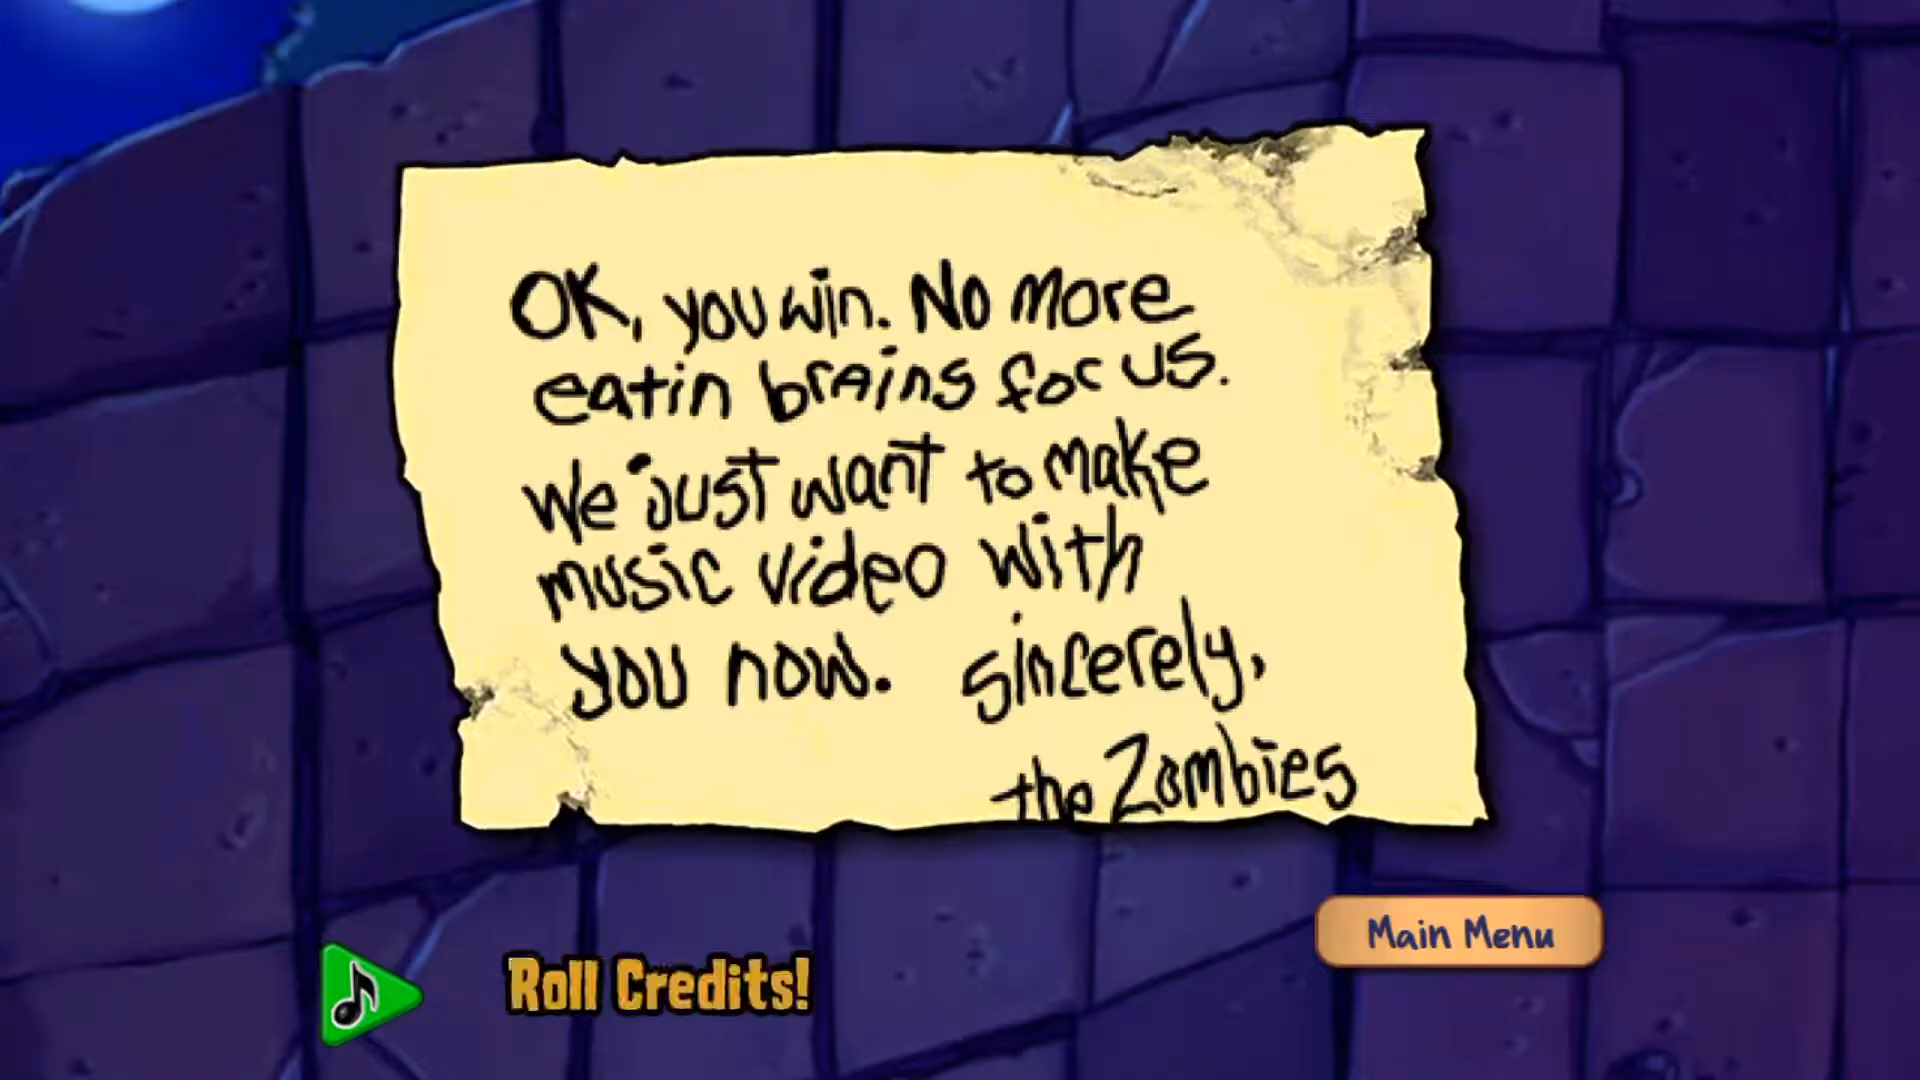 OK, you win. No more
eatin brains for us.
We just want to make
music video with
you now. sincerely,
the Zombies
Main Menu
Roll Credits!